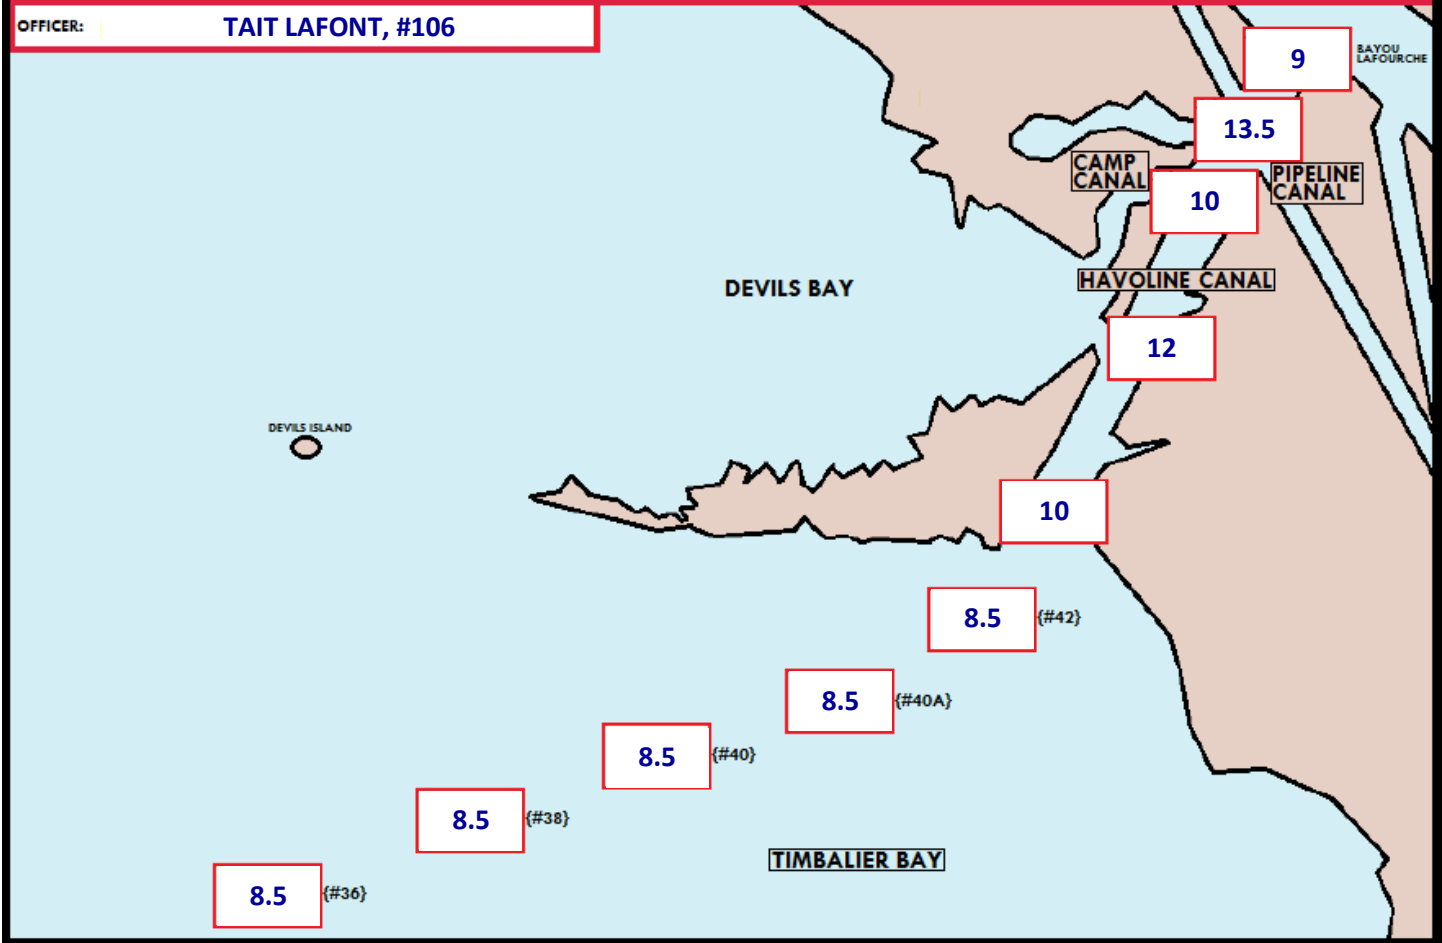 OFFICER: TAIT LAFONT, #106
9
BAYOU
LAFOURCHE
13.5
CAMP
CANAL
PIPELINE
CANAL
10
HAVOLINE CANAL
DEVILS BAY
12
DEVILS ISLAND
10
8.5 {#42}
8.5 {#40A}
8.5 {#40}
8.5 {#38}
TIMBALIER BAY
8.5 {#36}